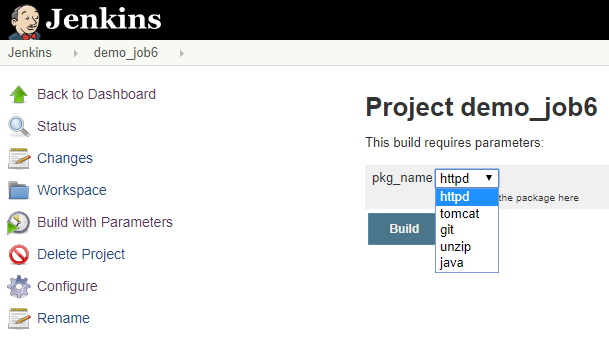 Jenkins
Jenkins demo_job6
Back to Dashboard
Status
Changes
Workspace
Build with Parameters
Delete Project
Configure
Rename
Project demo_job6
This build requires parameters:
pkg_name httpd
httpd
the package here
tomcat
git
unzip
java
Build